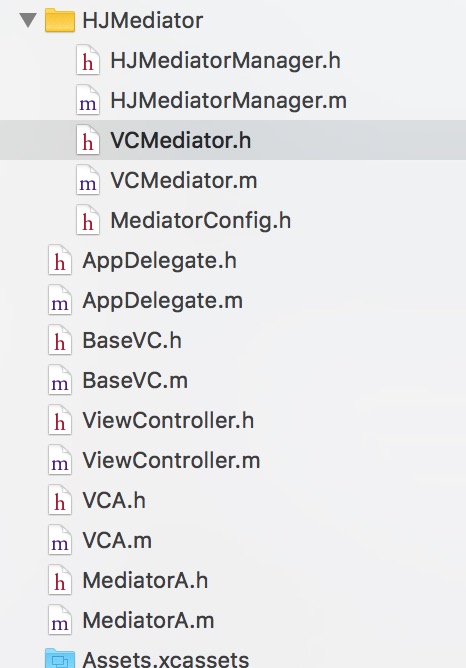 HJMediator
h HJMediatorManager.h
m HJMediatorManager.m
h VCMediator.h
m VCMediator.m
h MediatorConfig.h
h AppDelegate.h
m AppDelegate.m
h BaseVC.h
m BaseVC.m
h ViewController.h
m ViewController.m
h VCA.h
m VCA.m
h MediatorA.h
m MediatorA.m
Assets.xcassets